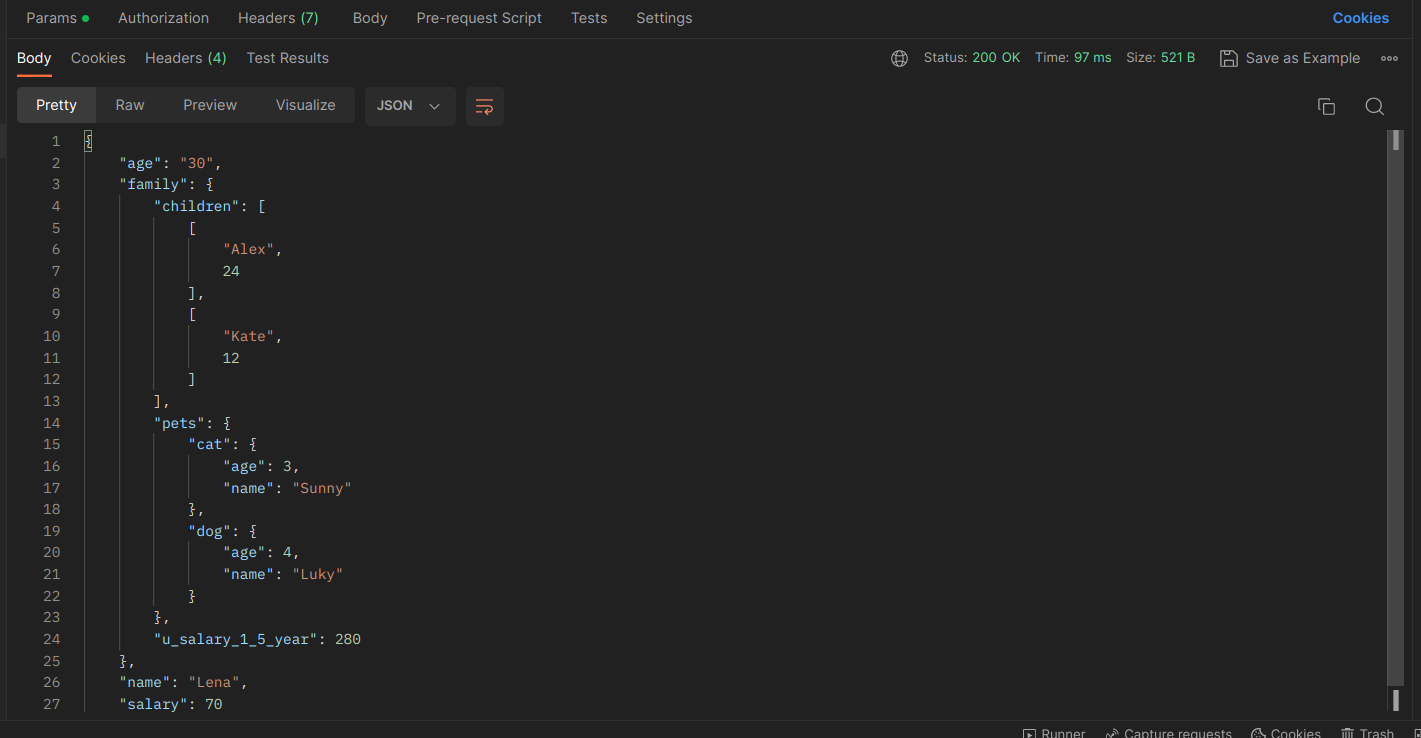 Params Authorization Headers (7) Body Pre-request Script Tests Settings Cookies
Body Cookies Headers (4) Test Results Status: 200 OK Time: 97 ms Size: 521 B Save as Example
Pretty Raw Preview Visualize JSON
1 {
2 "age": "30",
3 "family": {
4 "children": [
5 [
6 "Alex",
7 24
8 ],
9 [
10 "Kate",
11 12
12 ]
13 ],
14 "pets": {
15 "cat": {
16 "age": 3,
17 "name": "Sunny"
18 },
19 "dog": {
20 "age": 4,
21 "name": "Luky"
22 }
23 },
24 "u_salary_1_5_year": 280
25 },
26 "name": "Lena",
27 "salary": 70
Runner Capture requests Cookies Trash